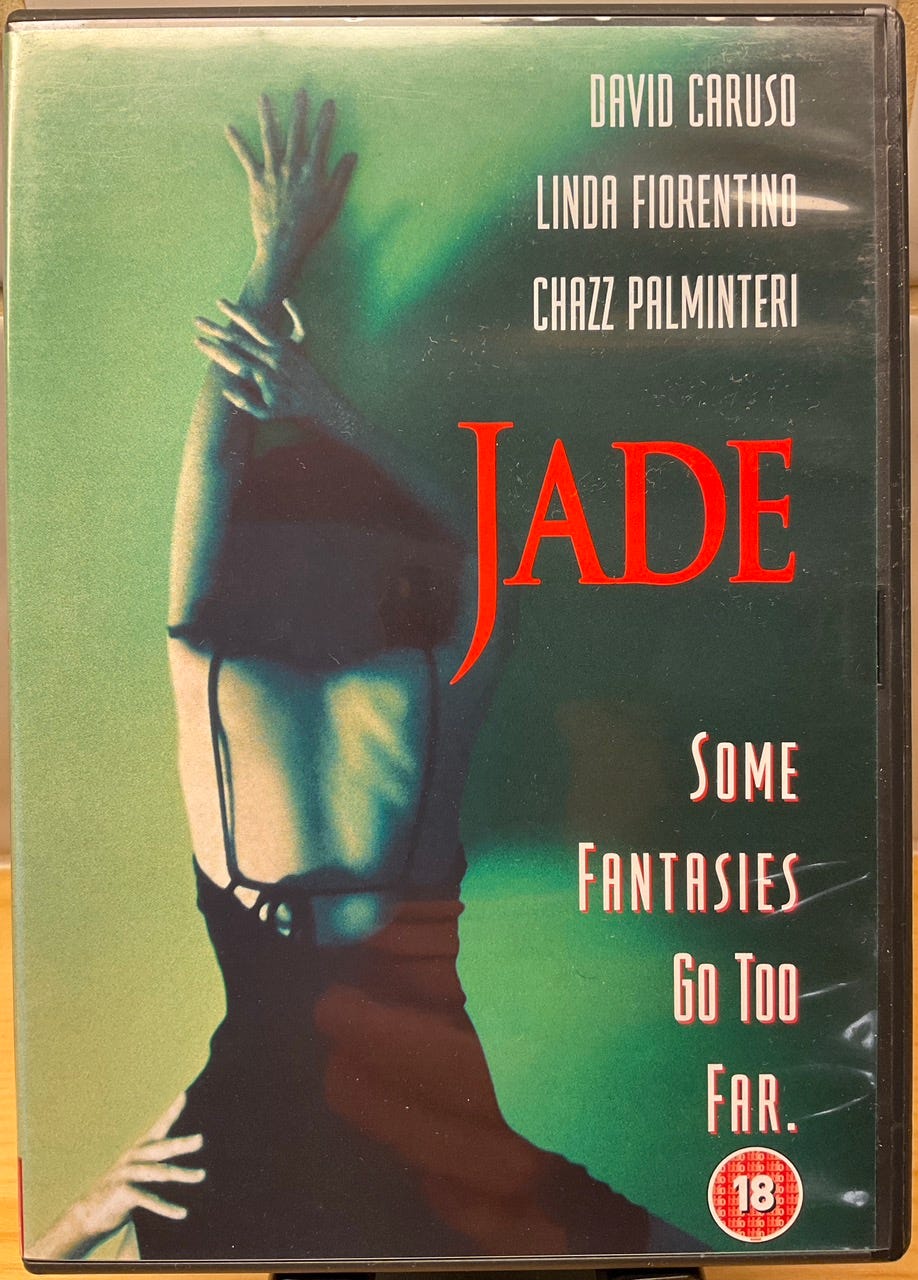 DAVID CARUSO
LINDA FIORENTINO
CHAZZ PALMINTERI
JADE
SOME
FANTASIES
GO TOO
FAR.
18